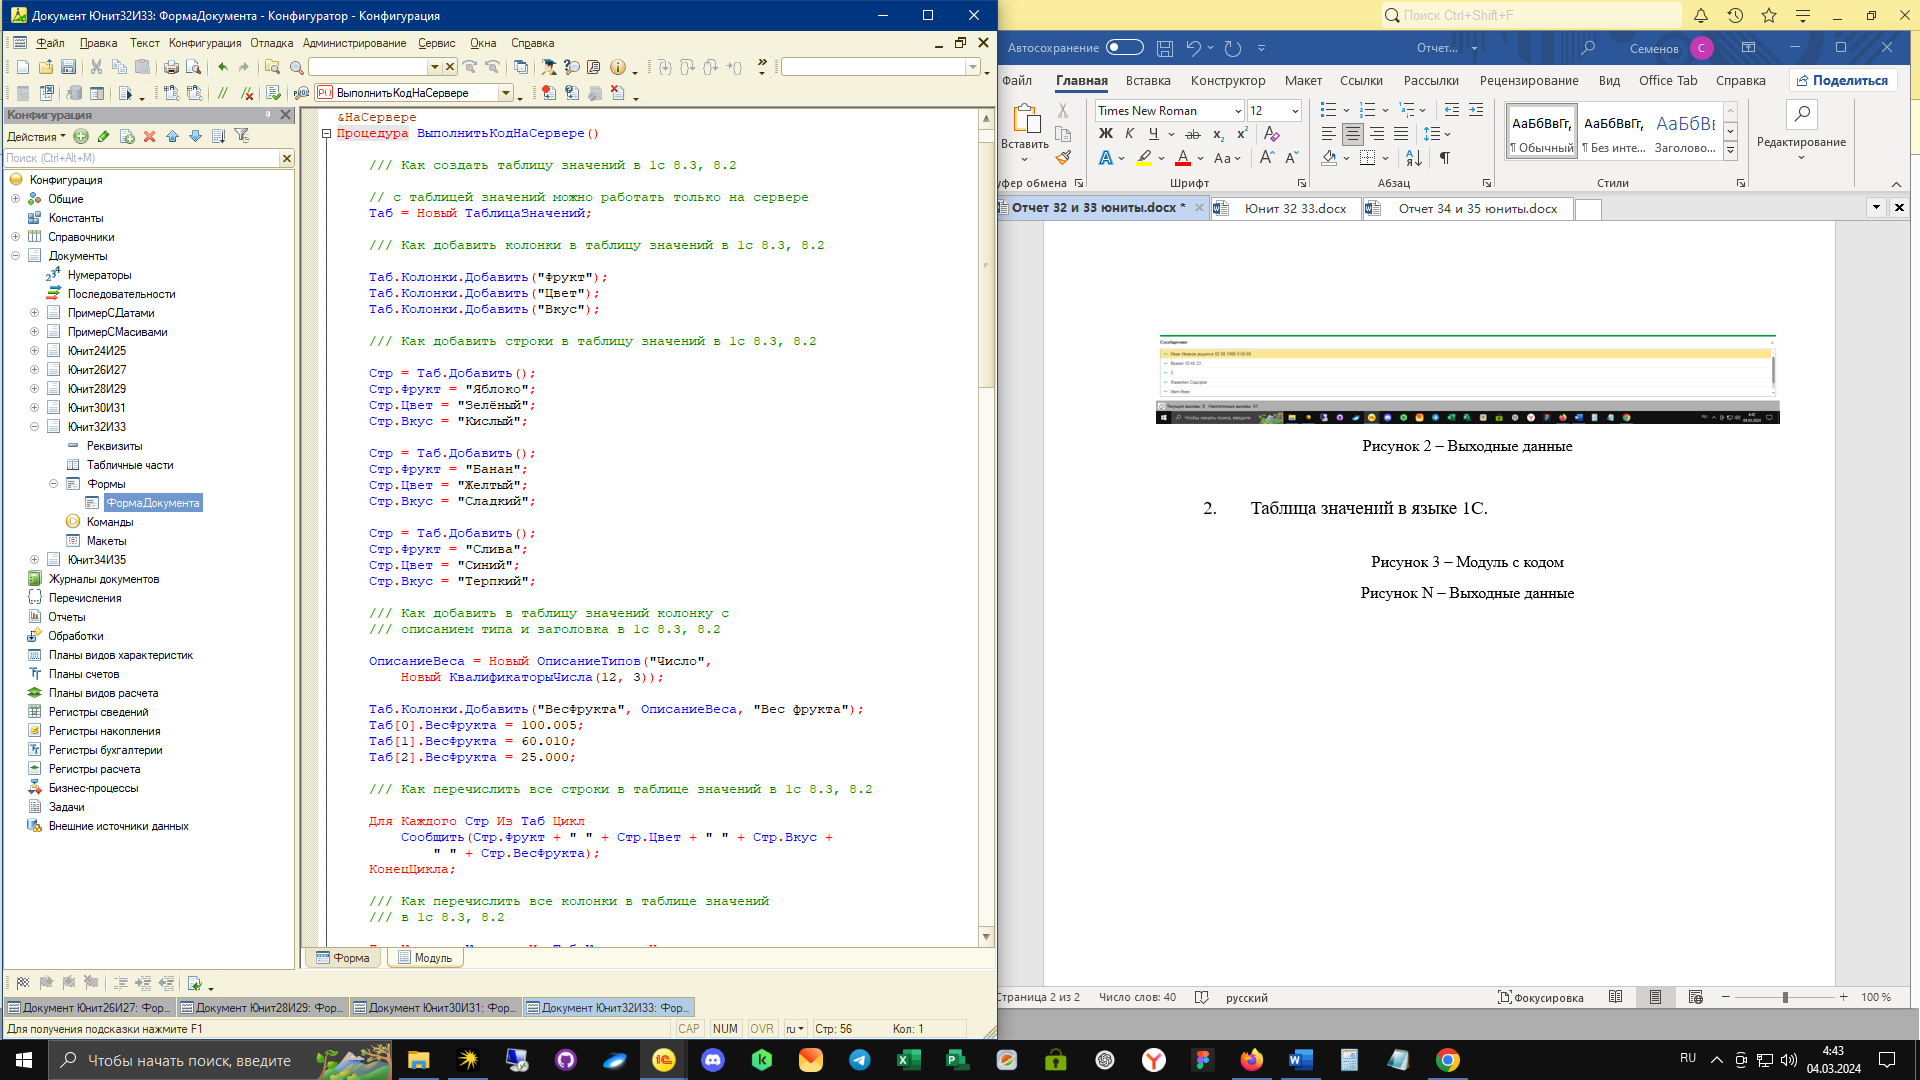 Документ Юнит32И33: ФормаДокумента - Конфигуратор - Конфигурация
Файл Правка Текст Конфигурация Отладка Администрирование Сервис Окна Справка
ВыполнитьКодНаСервере
Конфигурация
Действия
Поиск (Ctrl+Alt+M)
Конфигурация
Общие
Константы
Справочники
Документы
Нумераторы
Последовательности
ПримерСДатами
ПримерСМасивами
Юнит24И25
Юнит26И27
Юнит28И29
Юнит30И31
Юнит32И33
Реквизиты
Табличные части
Формы
ФормаДокумента
Команды
Макеты
Юнит34И35
Журналы документов
Перечисления
Отчеты
Обработки
Планы видов характеристик
Планы счетов
Планы видов расчета
Регистры сведений
Регистры накопления
Регистры бухгалтерии
Регистры расчета
Бизнес-процессы
Задачи
Внешние источники данных
&НаСервере
Процедура ВыполнитьКодНаСервере()
/// Как создать таблицу значений в 1с 8.3, 8.2
// с таблицей значений можно работать только на сервере
Таб = Новый ТаблицаЗначений;
/// Как добавить колонки в таблицу значений в 1с 8.3, 8.2
Таб.Колонки.Добавить("Фрукт");
Таб.Колонки.Добавить("Цвет");
Таб.Колонки.Добавить("Вкус");
/// Как добавить строки в таблицу значений в 1с 8.3, 8.2
Стр = Таб.Добавить();
Стр.Фрукт = "Яблоко";
Стр.Цвет = "Зелёный";
Стр.Вкус = "Кислый";
Стр = Таб.Добавить();
Стр.Фрукт = "Банан";
Стр.Цвет = "Желтый";
Стр.Вкус = "Сладкий";
Стр = Таб.Добавить();
Стр.Фрукт = "Слива";
Стр.Цвет = "Синий";
Стр.Вкус = "Терпкий";
/// Как добавить в таблицу значений колонку с
/// описанием типа и заголовка в 1с 8.3, 8.2
ОписаниеВеса = Новый ОписаниеТипов("Число",
Новый КвалификаторыЧисла(12, 3));
Таб.Колонки.Добавить("ВесФрукта", ОписаниеВеса, "Вес фрукта");
Таб[0].ВесФрукта = 100.005;
Таб[1].ВесФрукта = 60.010;
Таб[2].ВесФрукта = 25.000;
/// Как перечислить все строки в таблице значений в 1с 8.3, 8.2
Для Каждого Стр Из Таб Цикл
Сообщить(Стр.Фрукт + " " + Стр.Цвет + " " + Стр.Вкус +
" " + Стр.ВесФрукта);
КонецЦикла;
/// Как перечислить все колонки в таблице значений
/// в 1с 8.3, 8.2
Форма Модуль
Документ Юнит26И27: Фор... Документ Юнит28И29: Фор... Документ Юнит30И31: Фор... Документ Юнит32И33: Фор...
Для получения подсказки нажмите F1 CAP NUM OVR ru Стр: 56 Кол: 1
Поиск Ctrl+Shift+F
Автосохранение Отчет... Семенов С
Файл Главная Вставка Конструктор Макет Ссылки Рассылки Рецензирование Вид Office Tab Справка Поделиться
Вставить
Times New Roman 12
Ж К Ч ab x₂ x²
АаБбВвГг, АаБбВвГг, АаБбВ
¶ Обычный ¶ Без инте... Заголово...
Редактирование
уфер обмена Шрифт Абзац Стили
Отчет 32 и 33 юниты.docx * Юнит 32 33.docx Отчет 34 и 35 юниты.docx
Сообщения:
Рисунок 2 – Выходные данные
2. Таблица значений в языке 1С.
Рисунок 3 – Модуль с кодом
Рисунок N – Выходные данные
Страница 2 из 2 Число слов: 40 русский Фокусировка 100 %
Чтобы начать поиск, введите
RU 4:43
04.03.2024